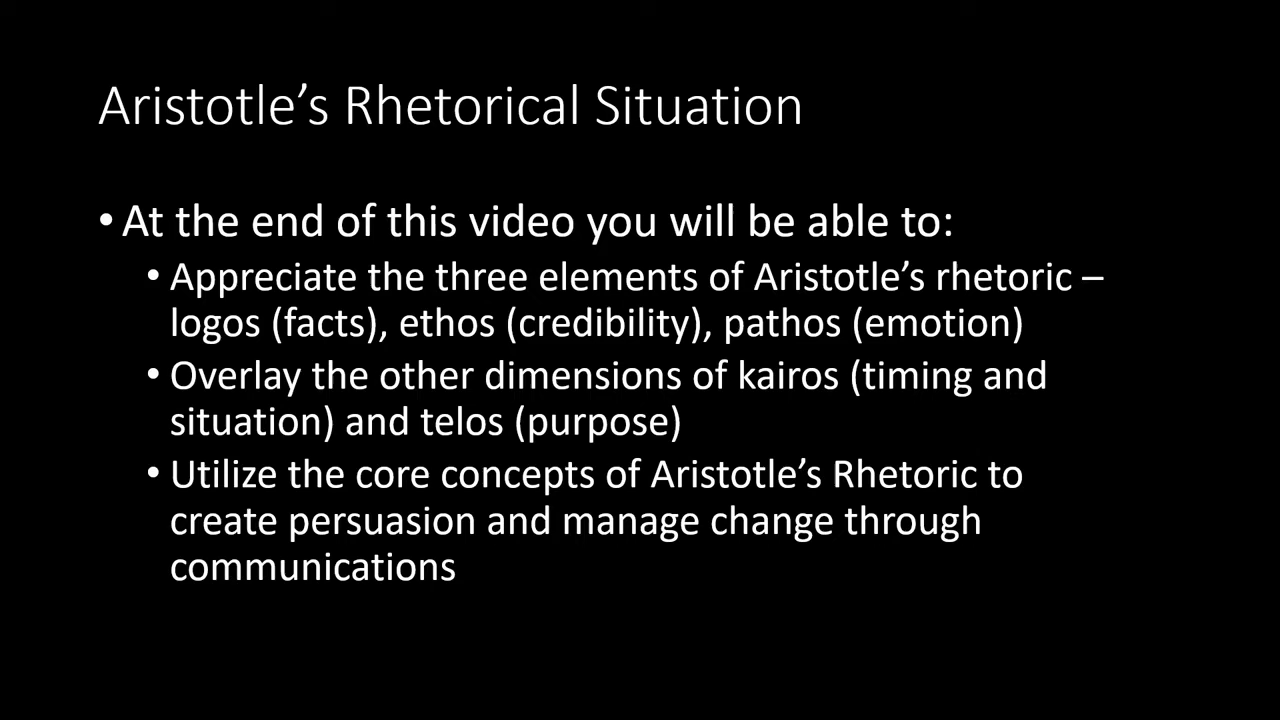 Aristotle’s Rhetorical Situation
• At the end of this video you will be able to:
• Appreciate the three elements of Aristotle’s rhetoric –
logos (facts), ethos (credibility), pathos (emotion)
• Overlay the other dimensions of kairos (timing and
situation) and telos (purpose)
• Utilize the core concepts of Aristotle’s Rhetoric to
create persuasion and manage change through
communications